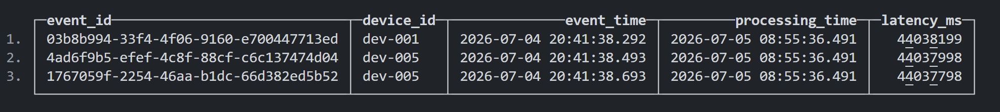 event_id device_id event_time processing_time latency_ms
1. 03b8b994-33f4-4f06-9160-e700447713ed dev-001 2026-07-04 20:41:38.292 2026-07-05 08:55:36.491 44038199
2. 4ad6f9b5-efef-4c8f-88cf-c6c137474d04 dev-005 2026-07-04 20:41:38.493 2026-07-05 08:55:36.491 44037998
3. 1767059f-2254-46aa-b1dc-66d382ed5b52 dev-005 2026-07-04 20:41:38.693 2026-07-05 08:55:36.491 44037798